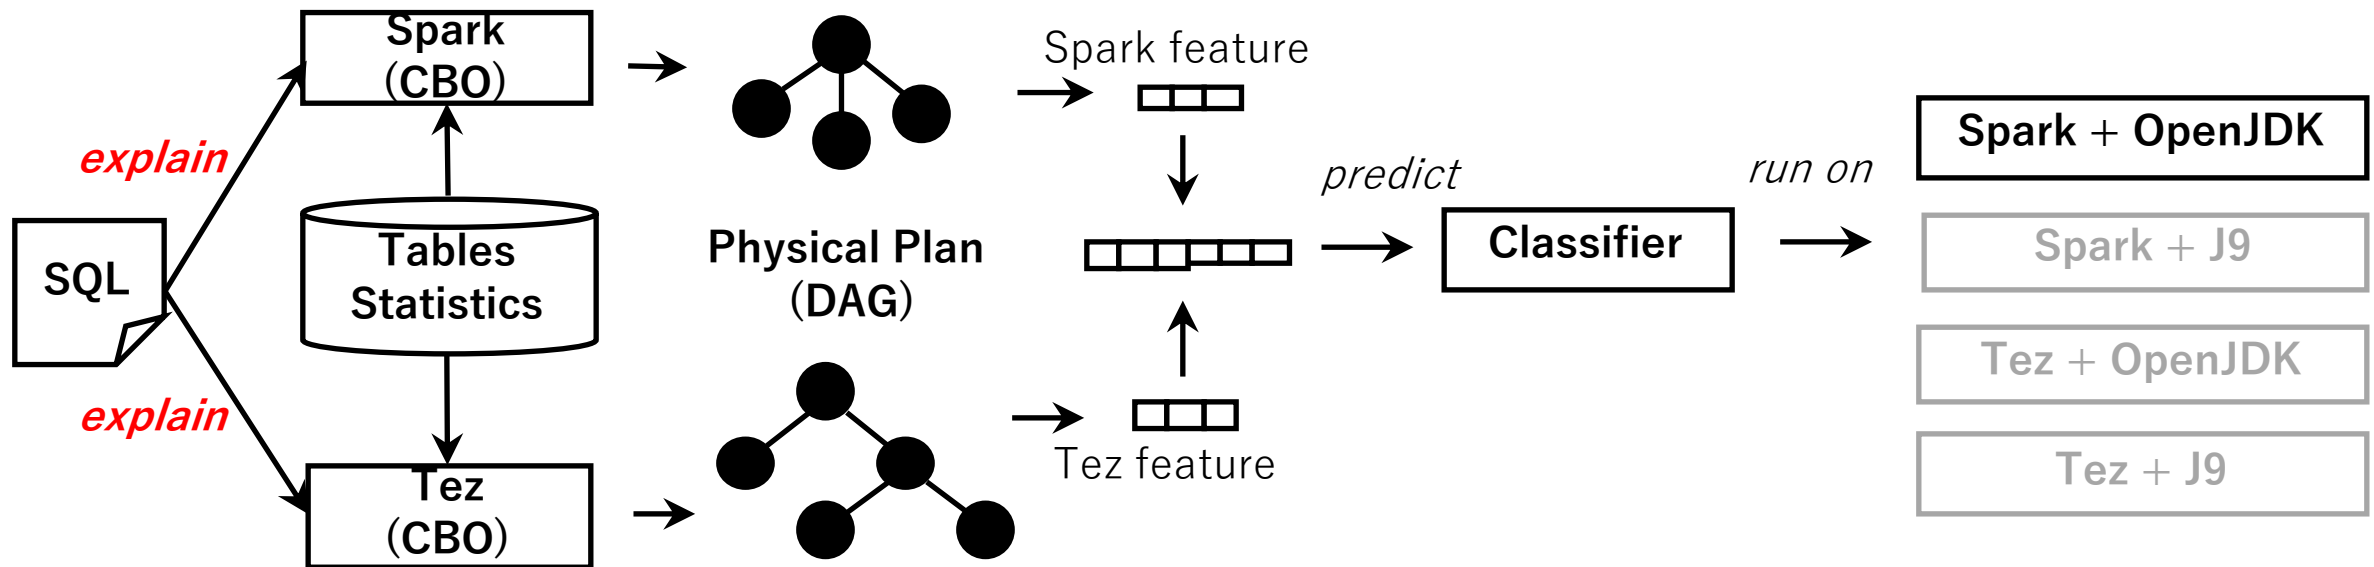 SQL
explain
explain
Spark
(CBO)
Tables
Statistics
Tez
(CBO)
Physical Plan
(DAG)
Spark feature
Tez feature
predict
Classifier
run on
Spark + OpenJDK
Spark + J9
Tez + OpenJDK
Tez + J9